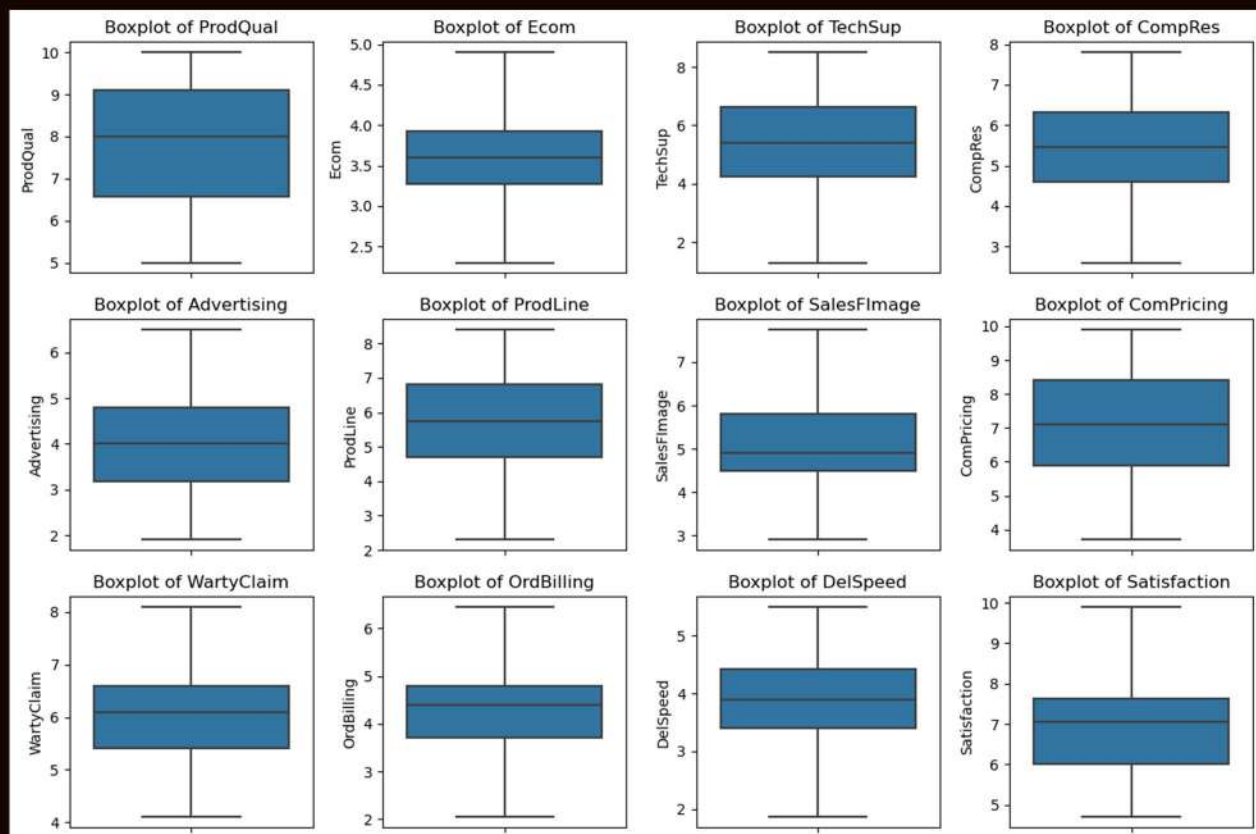 Boxplot of ProdQual
ProdQual
10
9
8
7
6
5
Boxplot of Ecom
Ecom
5.0
4.5
4.0
3.5
3.0
2.5
Boxplot of TechSup
TechSup
8
6
4
2
Boxplot of CompRes
CompRes
8
7
6
5
4
3
Boxplot of Advertising
Advertising
6
5
4
3
2
Boxplot of ProdLine
ProdLine
8
7
6
5
4
3
2
Boxplot of SalesFImage
SalesFImage
7
6
5
4
3
Boxplot of ComPricing
ComPricing
10
9
8
7
6
5
4
Boxplot of WartyClaim
WartyClaim
8
7
6
5
4
Boxplot of OrdBilling
OrdBilling
6
5
4
3
2
Boxplot of DelSpeed
DelSpeed
5
4
3
2
Boxplot of Satisfaction
Satisfaction
10
9
8
7
6
5